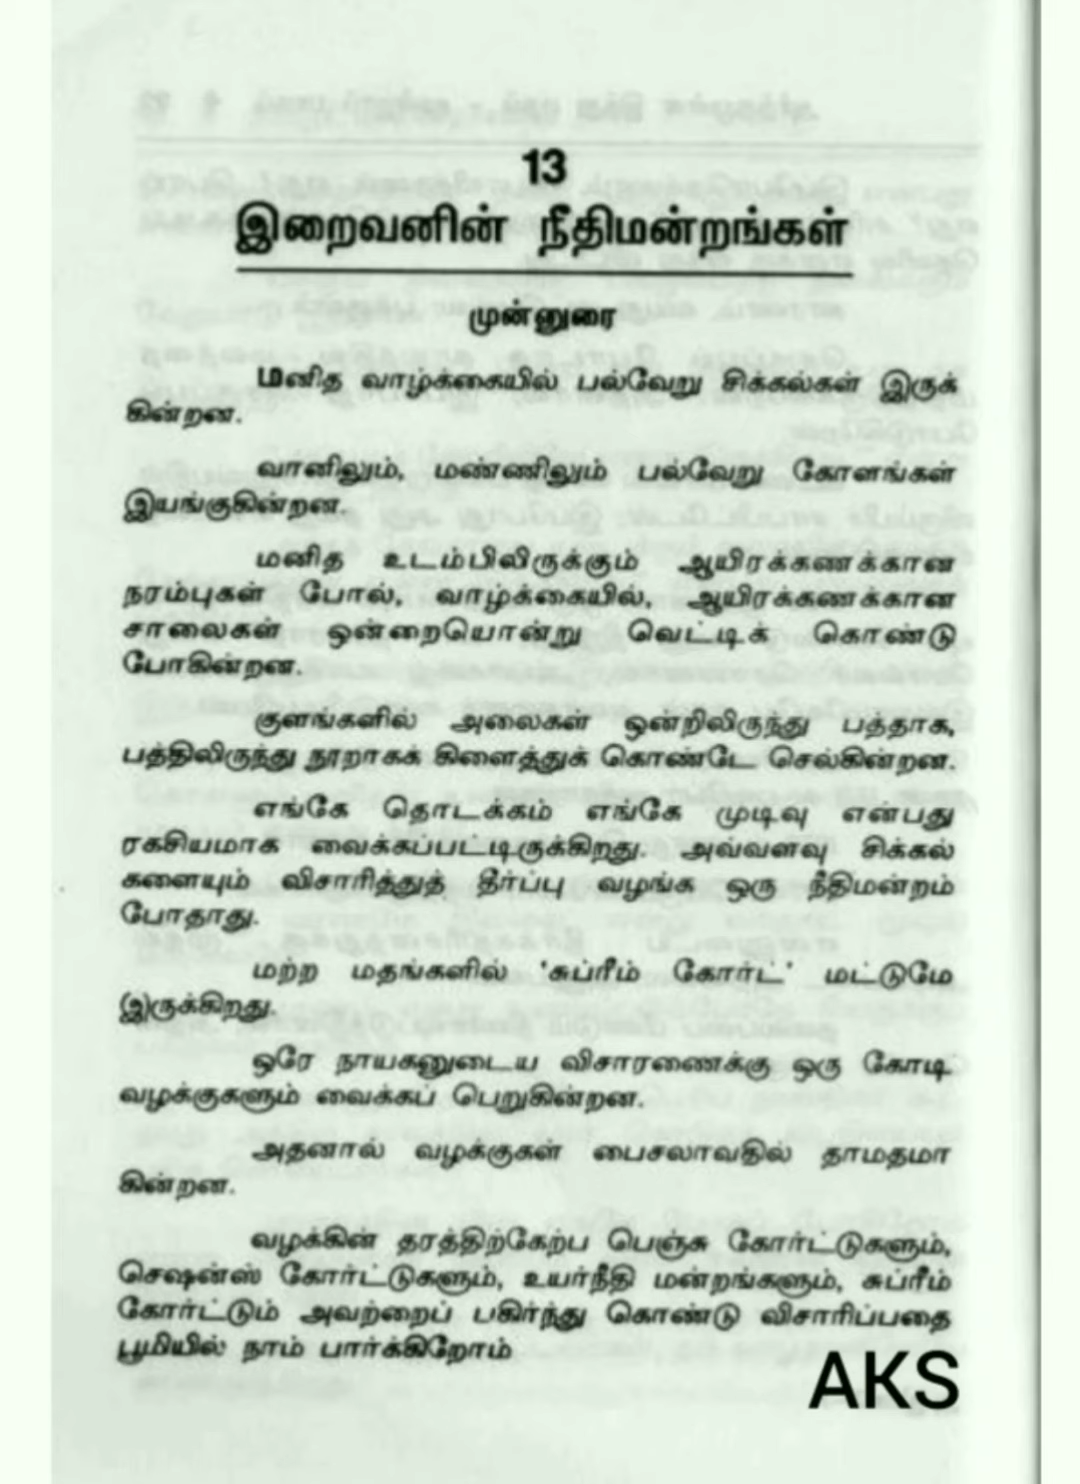 13
இறைவனின் நீதிமன்றங்கள்
முன்னுரை
மனித வாழ்க்கையில் பல்வேறு சிக்கல்கள் இருக்
கின்றன.
வானிலும், மண்ணிலும் பல்வேறு கோளங்கள்
இயங்குகின்றன.
மனித உடம்பிலிருக்கும் ஆயிரக்கணக்கான
நரம்புகள் போல், வாழ்க்கையில், ஆயிரக்கணக்கான
சாலைகள் ஒன்றையொன்று வெட்டிக் கொண்டு
போகின்றன.
குளங்களில் அலைகள் ஒன்றிலிருந்து பத்தாக,
பத்திலிருந்து நூறாகக் கிளைத்துக் கொண்டே செல்கின்றன.
எங்கே தொடக்கம் எங்கே முடிவு என்பது
ரகசியமாக வைக்கப்பட்டிருக்கிறது. அவ்வளவு சிக்கல்
களையும் விசாரித்துத் தீர்ப்பு வழங்க ஒரு நீதிமன்றம்
போதாது.
மற்ற மதங்களில் 'சுப்ரீம் கோர்ட்' மட்டுமே
இருக்கிறது.
ஒரே நாயகனுடைய விசாரணைக்கு ஒரு கோடி
வழக்குகளும் வைக்கப் பெறுகின்றன.
அதனால் வழக்குகள் பைசலாவதில் தாமதமா
கின்றன.
வழக்கின் தரத்திற்கேற்ப பெஞ்சு கோர்ட்டுகளும்,
செஷன்ஸ் கோர்ட்டுகளும், உயர்நீதி மன்றங்களும், சுப்ரீம்
கோர்ட்டும் அவற்றைப் பகிர்ந்து கொண்டு விசாரிப்பதை
பூமியில் நாம் பார்க்கிறோம்
AKS